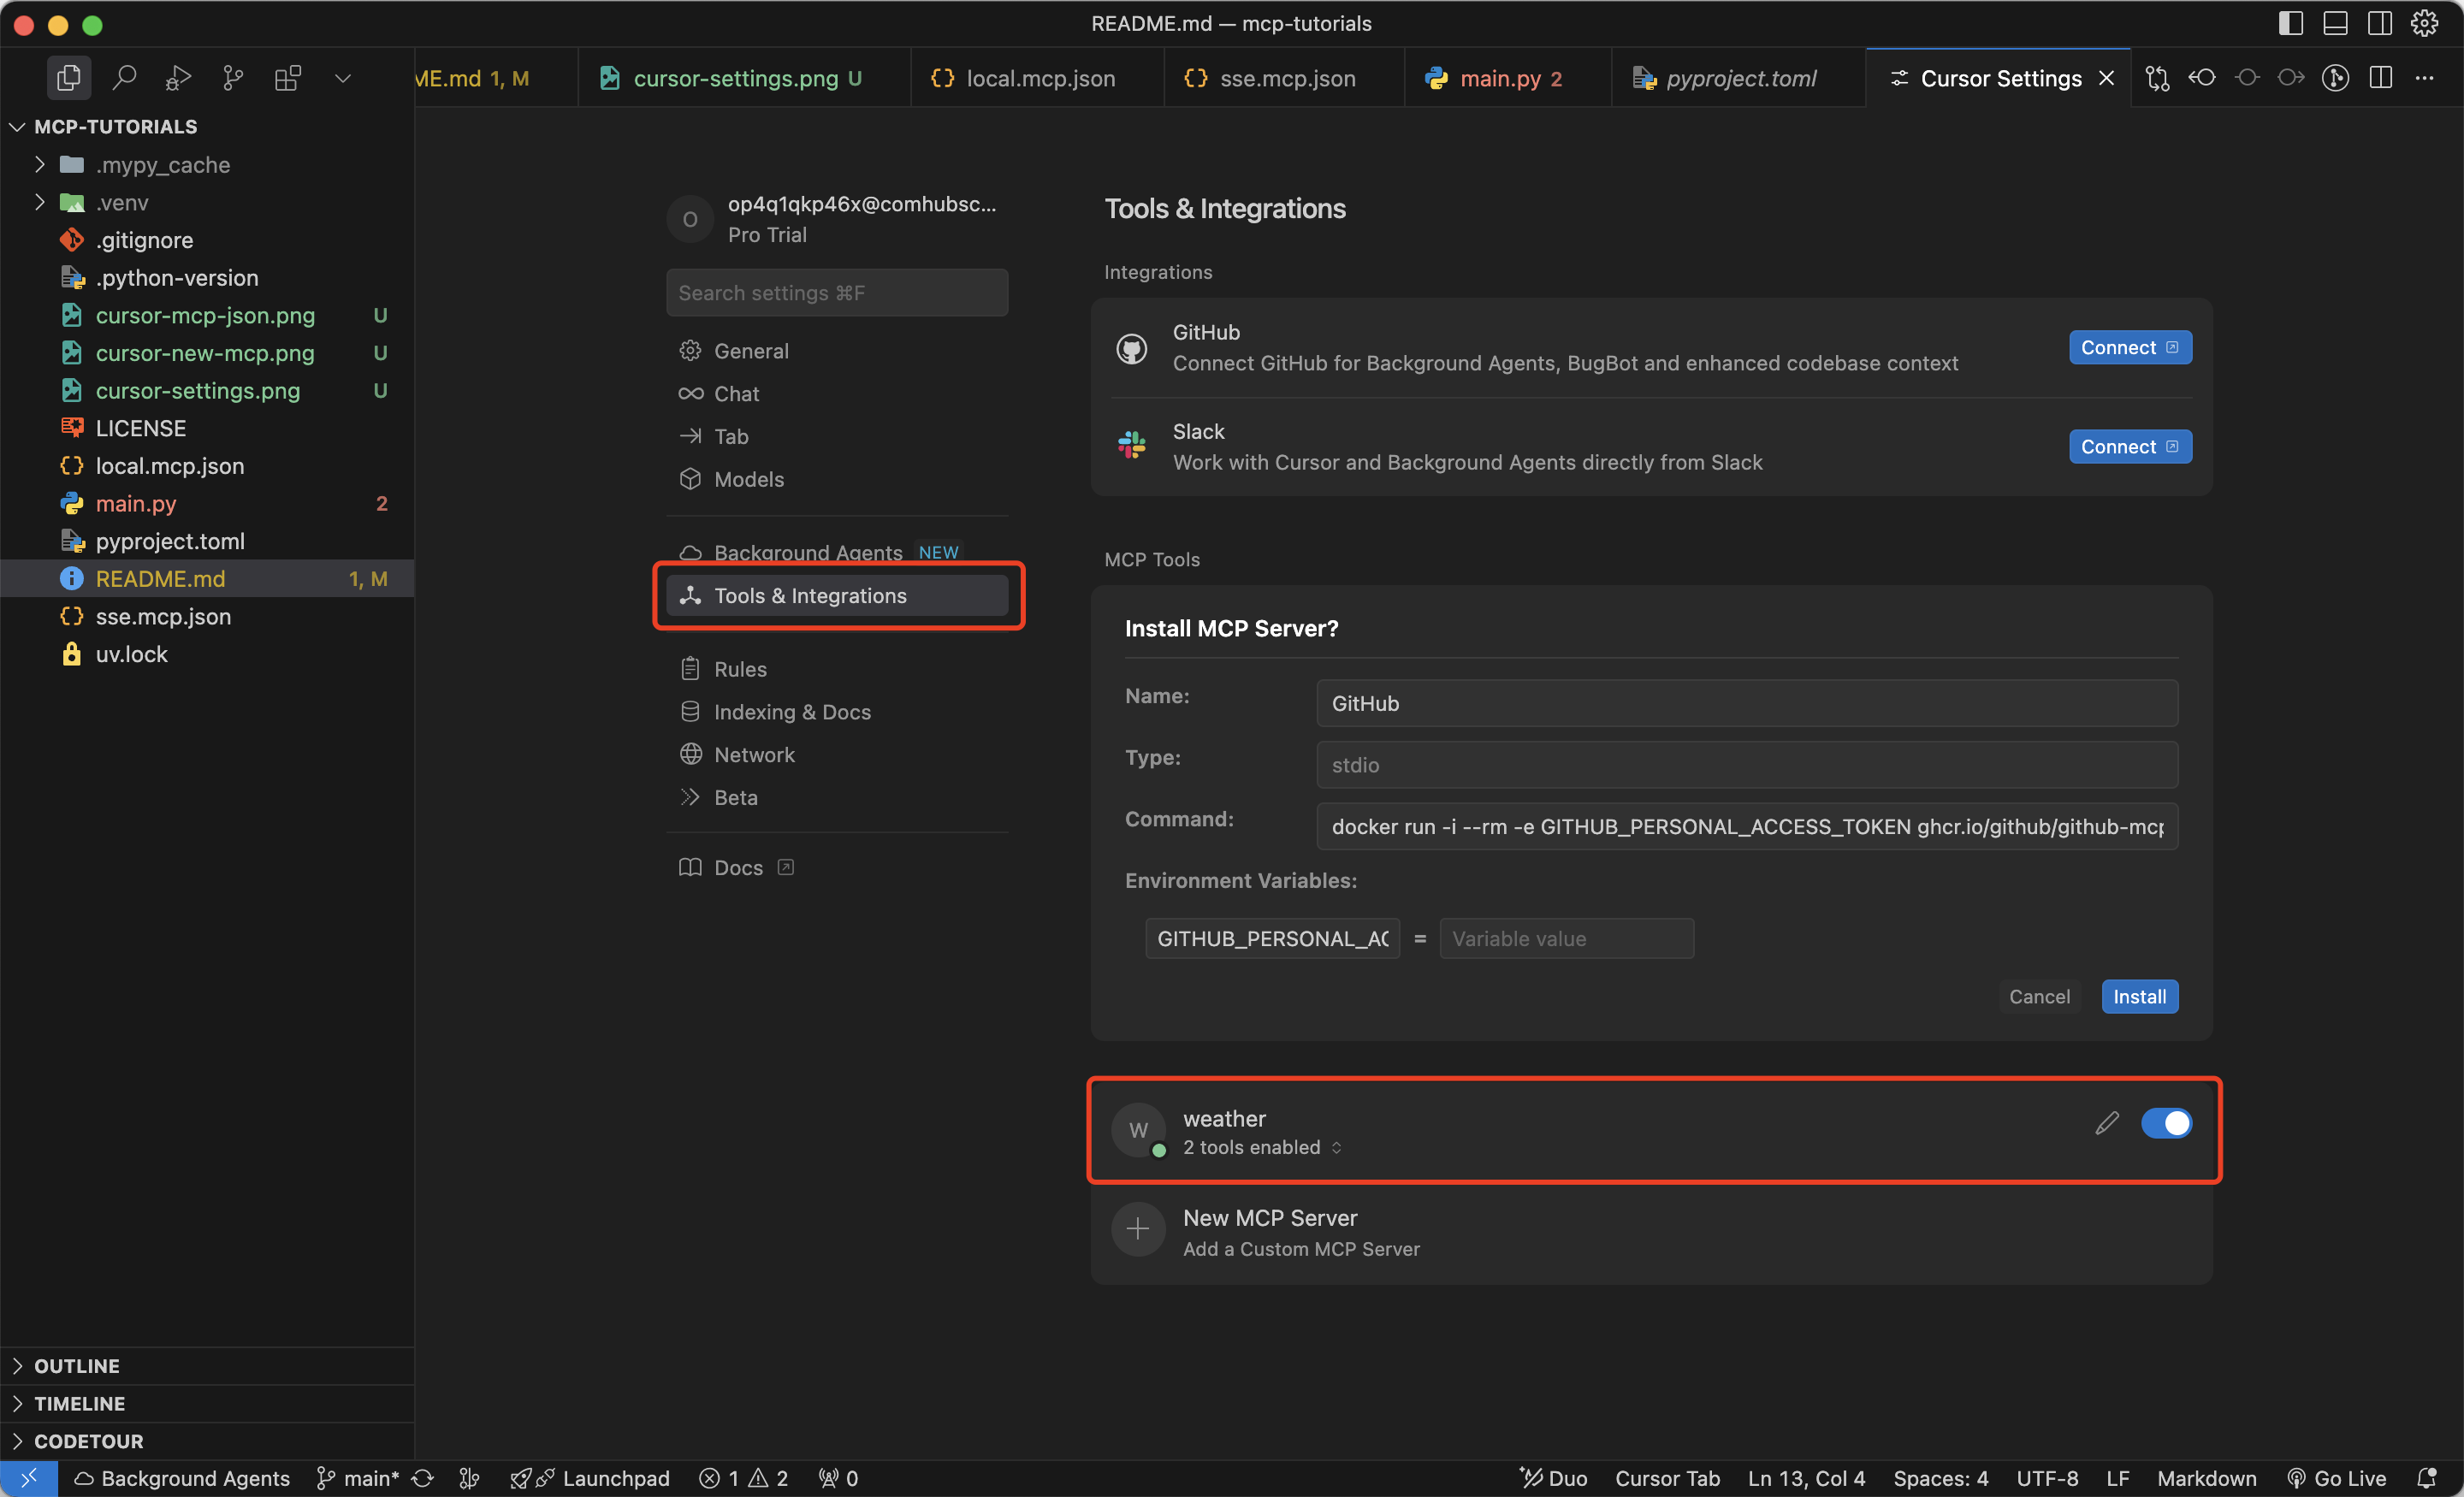 README.md — mcp-tutorials
ME.md 1, M
cursor-settings.png U
local.mcp.json
sse.mcp.json
main.py 2
pyproject.toml
Cursor Settings
MCP-TUTORIALS
.mypy_cache
.venv
.gitignore
.python-version
cursor-mcp-json.png U
cursor-new-mcp.png U
cursor-settings.png U
LICENSE
local.mcp.json
main.py 2
pyproject.toml
README.md 1, M
sse.mcp.json
uv.lock
OUTLINE
TIMELINE
CODETOUR
O
op4q1qkp46x@comhubsc...
Pro Trial
Search settings ⌘F
General
Chat
Tab
Models
Background Agents NEW
Tools & Integrations
Rules
Indexing & Docs
Network
Beta
Docs
Tools & Integrations
Integrations
GitHub
Connect GitHub for Background Agents, BugBot and enhanced codebase context
Connect
Slack
Work with Cursor and Background Agents directly from Slack
Connect
MCP Tools
Install MCP Server?
Name: GitHub
Type: stdio
Command: docker run -i --rm -e GITHUB_PERSONAL_ACCESS_TOKEN ghcr.io/github/github-mcp
Environment Variables:
GITHUB_PERSONAL_AC = Variable value
Cancel Install
W
weather
2 tools enabled
New MCP Server
Add a Custom MCP Server
Background Agents main* Launchpad 1 2 0 Duo Cursor Tab Ln 13, Col 4 Spaces: 4 UTF-8 LF Markdown Go Live